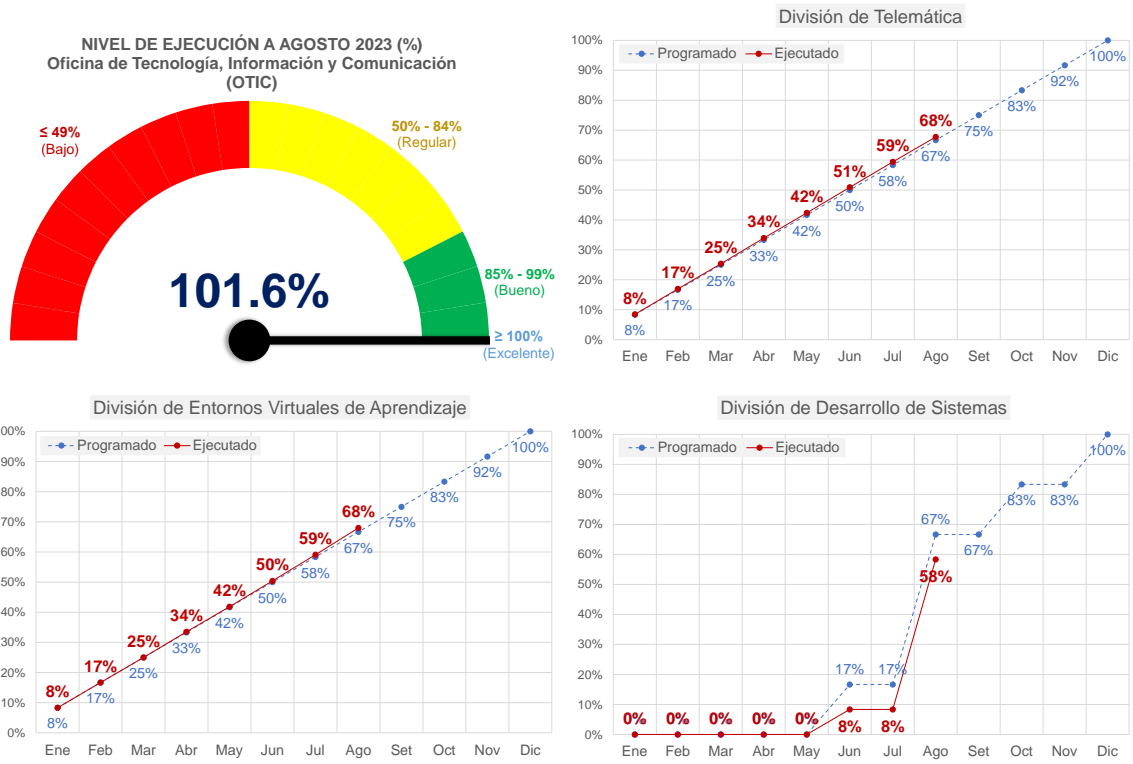 NIVEL DE EJECUCIÓN A AGOSTO 2023 (%)
Oficina de Tecnología, Información y Comunicación
(OTIC)
≤ 49%
(Bajo)
50% - 84%
(Regular)
85% - 99%
(Bueno)
≥ 100%
(Excelente)
101.6%
División de Telemática
Programado Ejecutado
100%
90%
80%
70%
60%
50%
40%
30%
20%
10%
0%
8% 17% 25% 34% 42% 51% 59% 68%
8% 17% 25% 33% 42% 50% 58% 67% 75% 83% 92% 100%
Ene Feb Mar Abr May Jun Jul Ago Set Oct Nov Dic
División de Entornos Virtuales de Aprendizaje
Programado Ejecutado
00%
90%
80%
70%
60%
50%
40%
30%
20%
10%
0%
8% 17% 25% 34% 42% 50% 59% 68%
8% 17% 25% 33% 42% 50% 58% 67% 75% 83% 92% 100%
Ene Feb Mar Abr May Jun Jul Ago Set Oct Nov Dic
División de Desarrollo de Sistemas
Programado Ejecutado
100%
90%
80%
70%
60%
50%
40%
30%
20%
10%
0%
0% 0% 0% 0% 0% 8% 8% 58%
17% 17% 67% 67% 83% 83% 100%
Ene Feb Mar Abr May Jun Jul Ago Set Oct Nov Dic